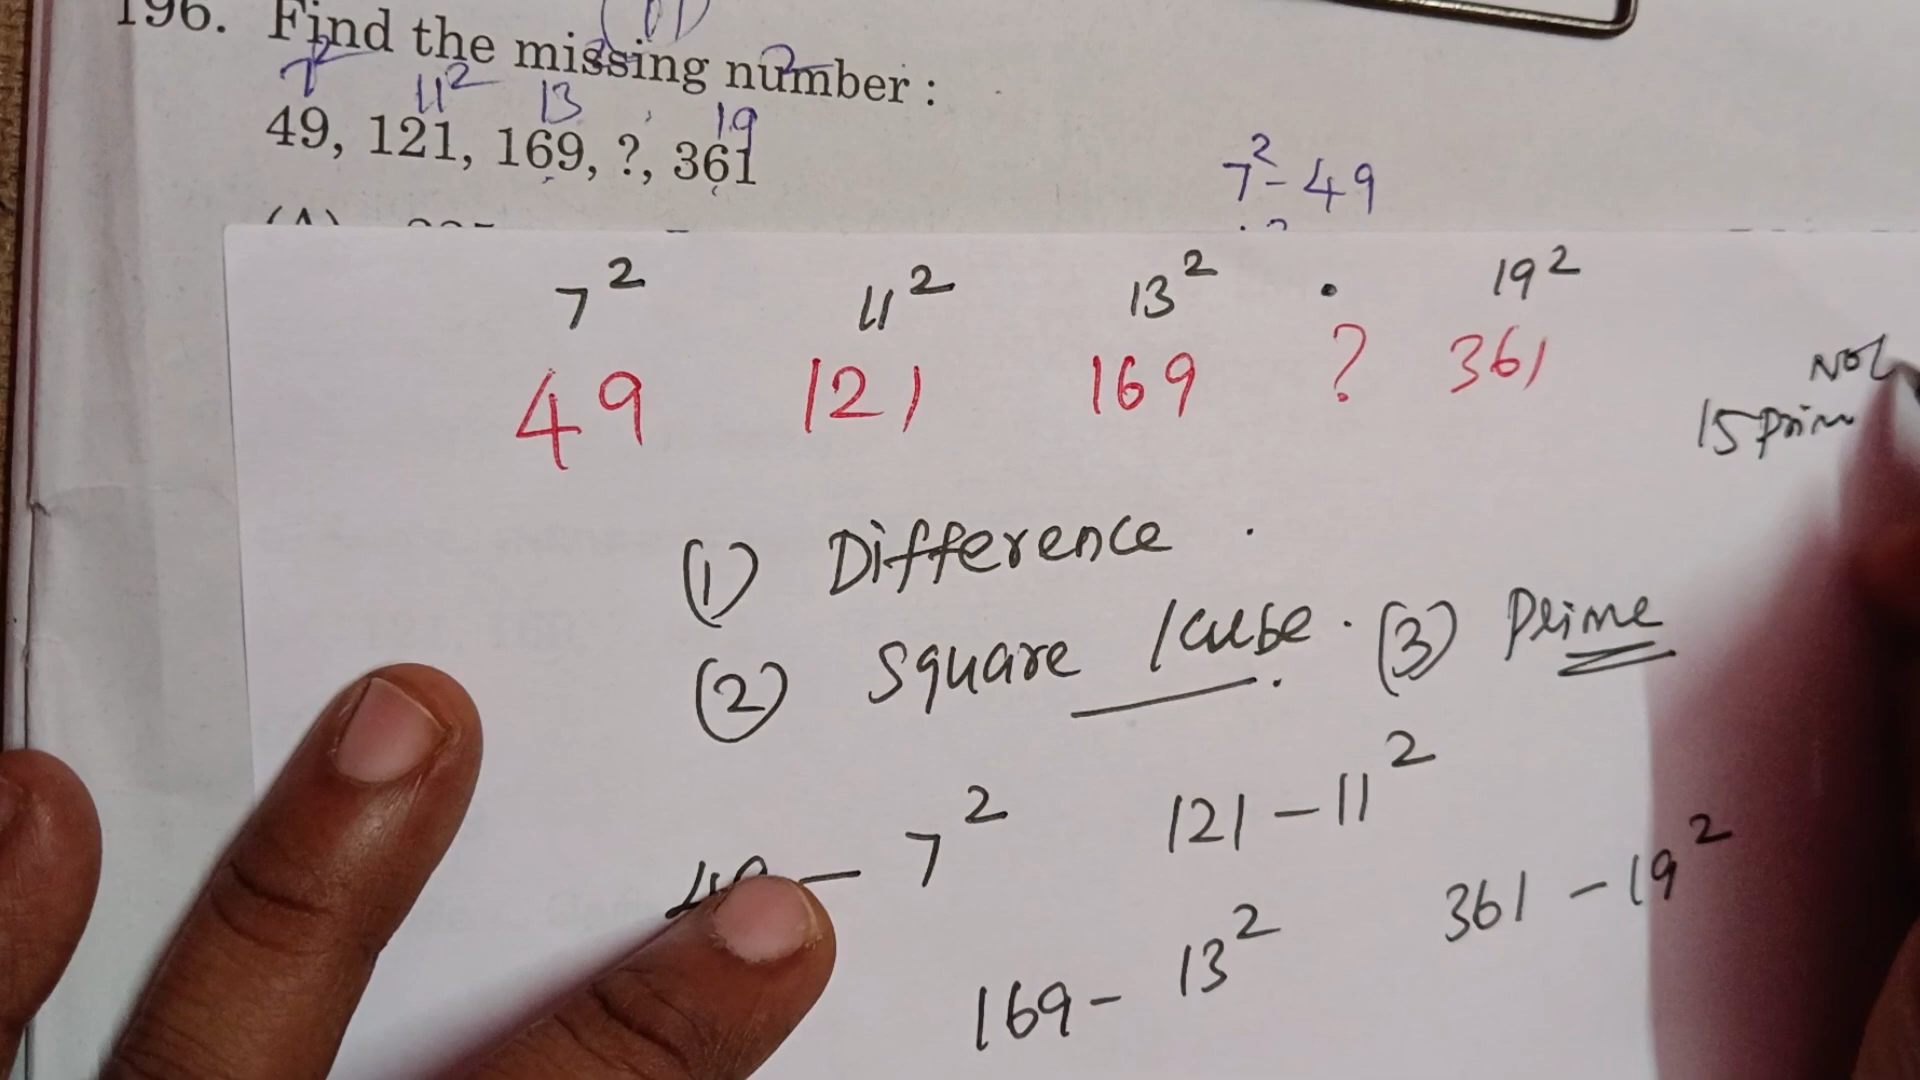 196. Find the missing number :
7² 11² 13 19
49, 121, 169, ?, 361
7² - 49
(A)
7² 11² 13² 19²
49 121 169 ? 361
Not
15 prim
(1) Difference
(2) Square /cube. (3) Prime
49 - 7² 121 - 11²
169 - 13² 361 - 19²